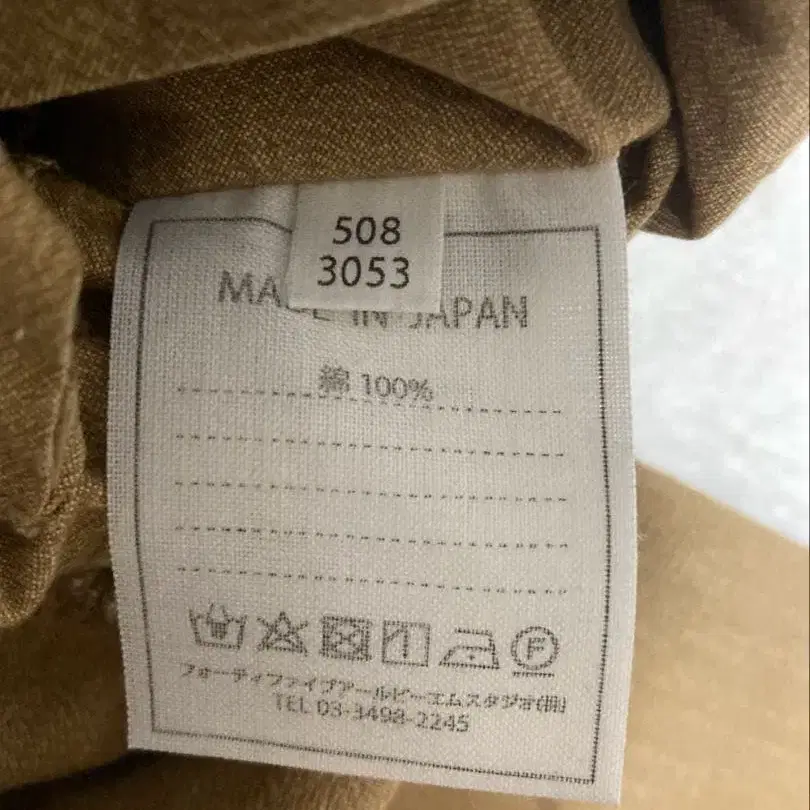 508
3053
MADE IN JAPAN
綿 100%
F
フォーティファイブアールピーエムスタジオ(株)
TEL 03-3498-2245